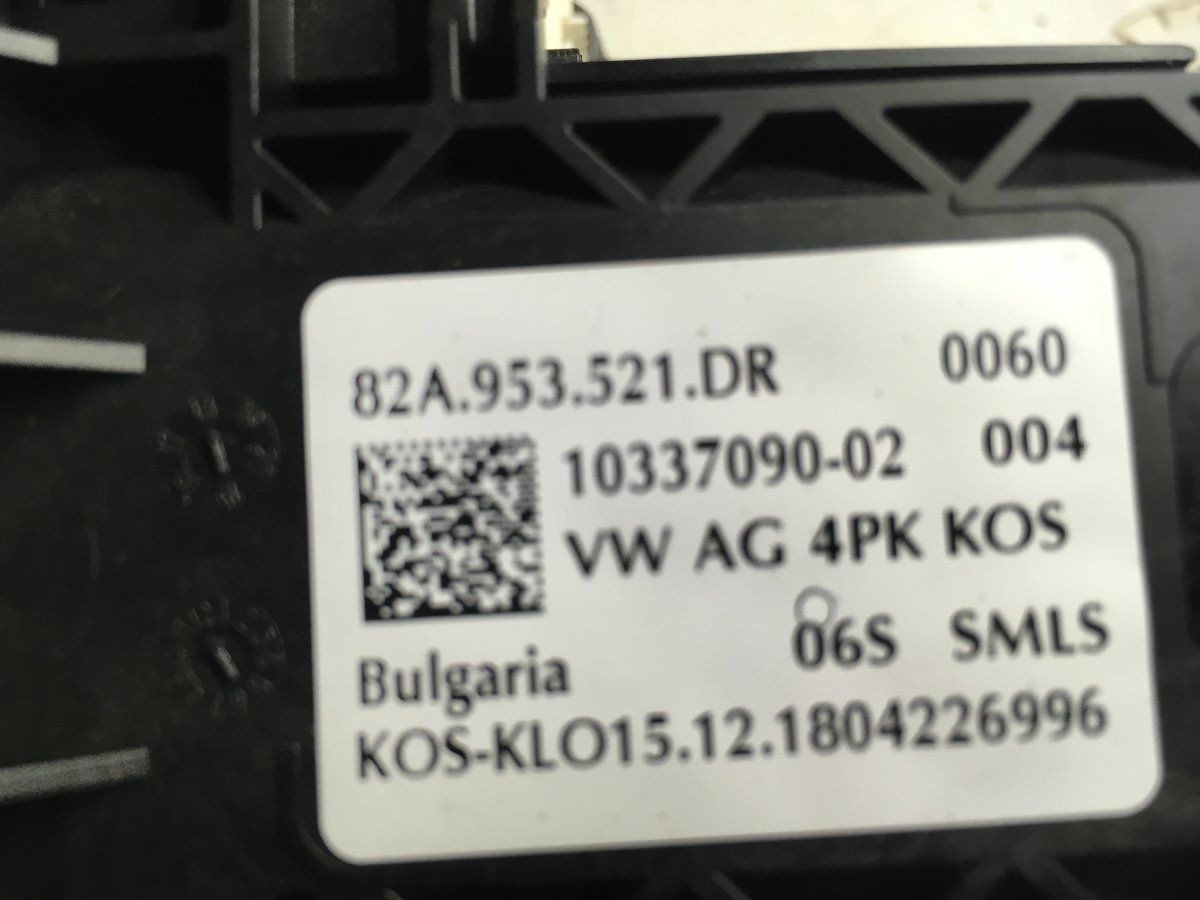 82A.953.521.DR 0060
10337090-02 004
VW AG 4PK KOS
06S SMLS
Bulgaria
KOS-KLO15.12.1804226996